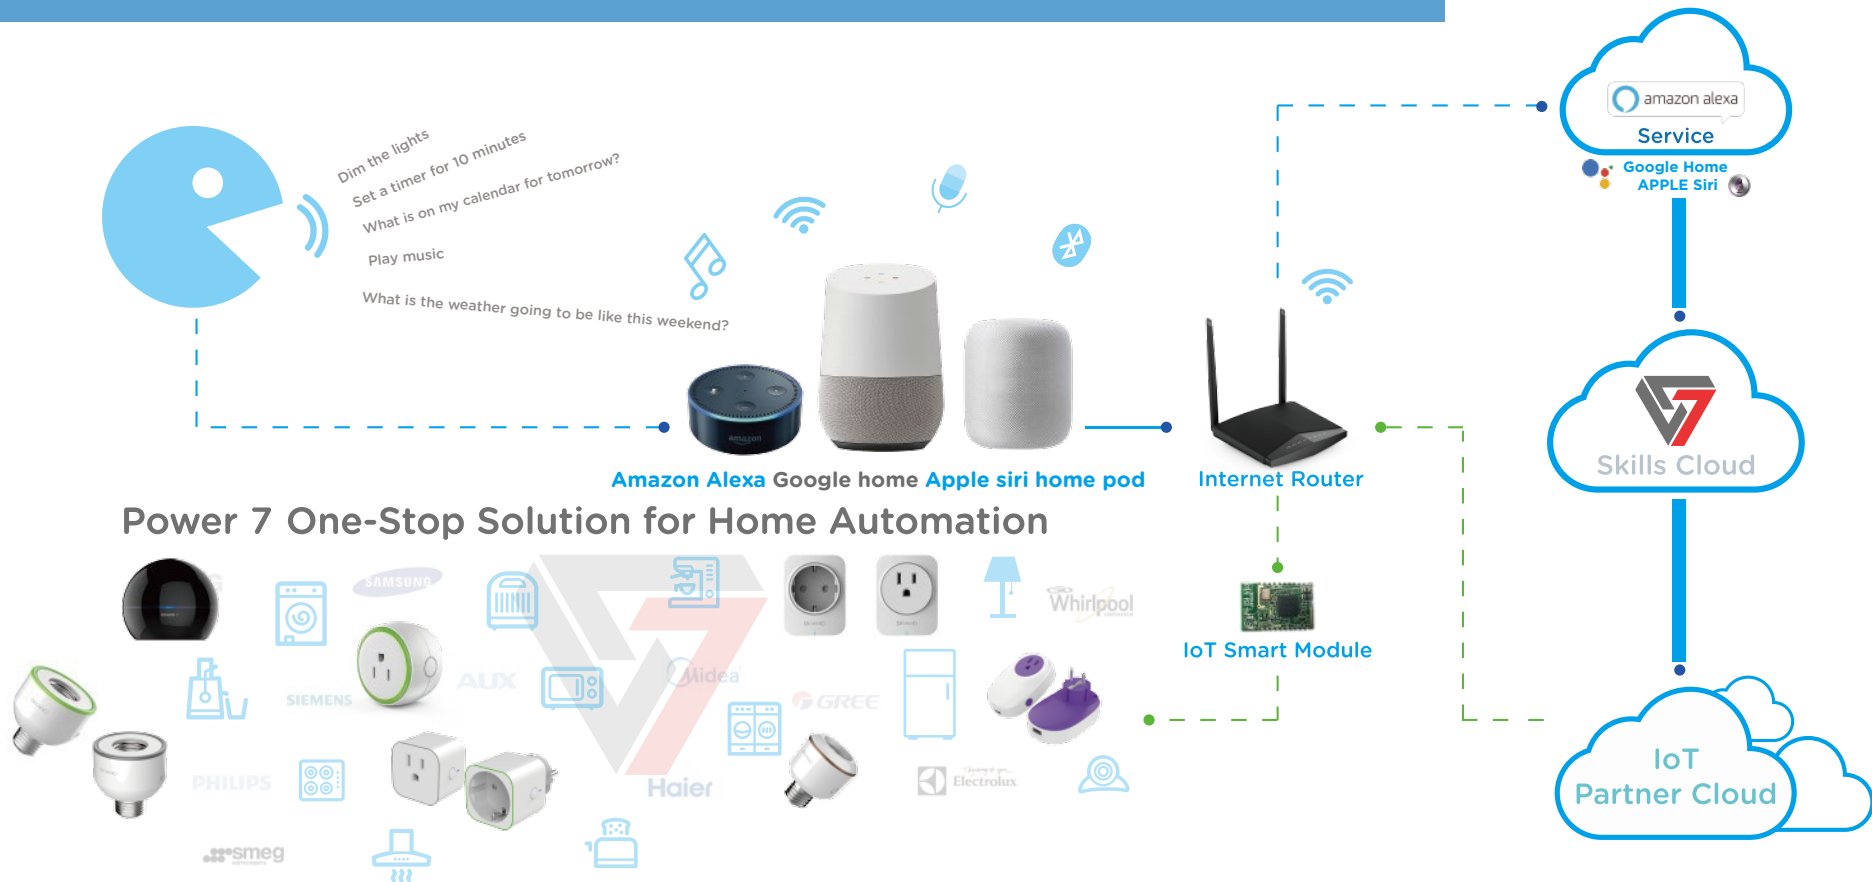 amazon alexa
Service
Google Home
APPLE Siri
Dim the lights
Set a timer for 10 minutes
What is on my calendar for tomorrow?
Play music
What is the weather going to be like this weekend?
amazon
Amazon Alexa Google home Apple siri home pod
Internet Router
Skills Cloud
Power 7 One-Stop Solution for Home Automation
SAMSUNG
Whirlpool
IoT Smart Module
SIEMENS
AUX
Midea
GREE
PHILIPS
Haier
Electrolux
IoT
Partner Cloud
smeg